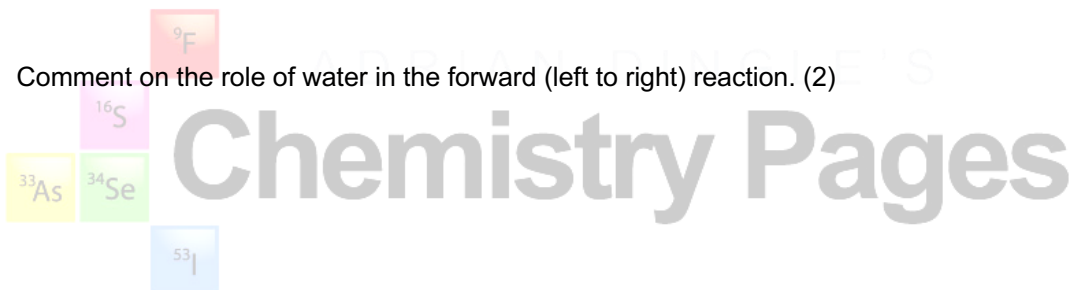 ⁹F
ADRIAN DINGLE'S
Comment on the role of water in the forward (left to right) reaction. (2)
¹⁶S
Chemistry Pages
³³As ³⁴Se
⁵³I